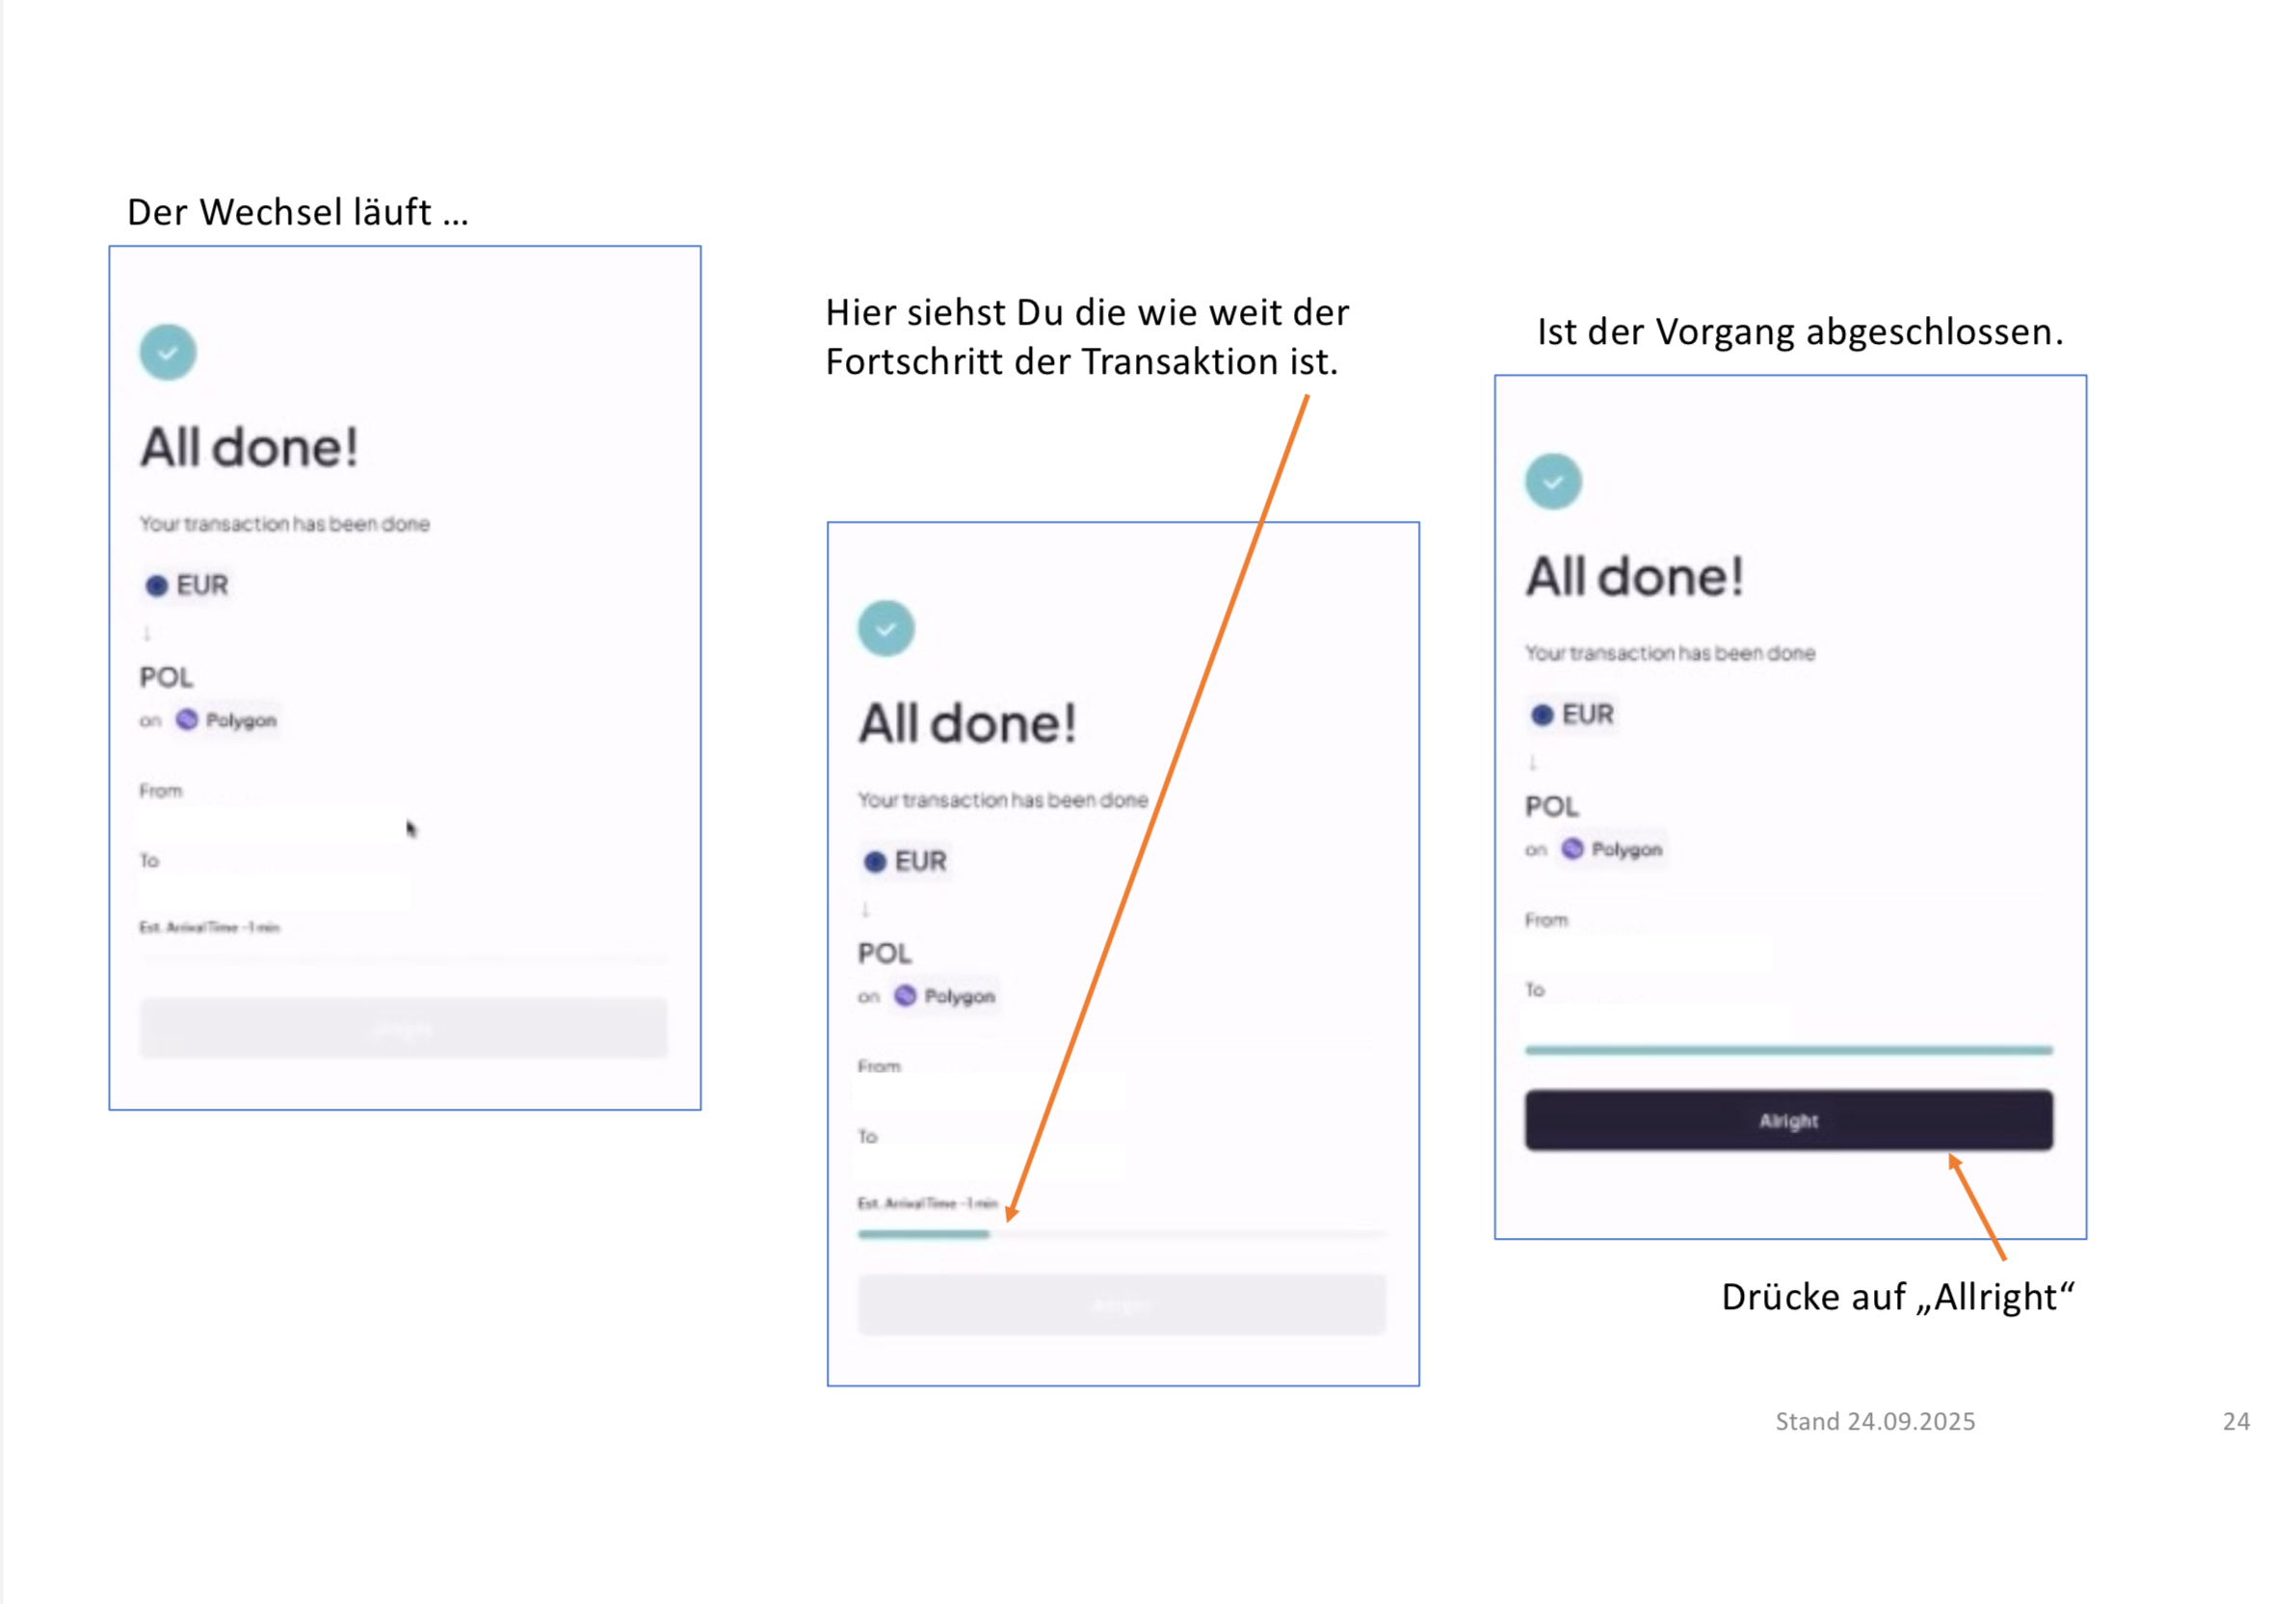 Der Wechsel läuft ...
All done!
Your transaction has been done
EUR
↓
POL
on Polygon
From
To
Est. Arrival Time ~1 min
Hier siehst Du die wie weit der
Fortschritt der Transaktion ist.
All done!
Your transaction has been done
EUR
↓
POL
on Polygon
From
To
Est. Arrival Time ~1 min
Ist der Vorgang abgeschlossen.
All done!
Your transaction has been done
EUR
↓
POL
on Polygon
From
To
Alright
Drücke auf „Allright“
Stand 24.09.2025
24